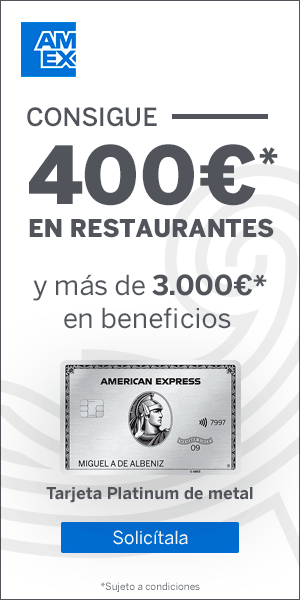 AM
EX
CONSIGUE
400€*
EN RESTAURANTES
y más de 3.000€*
en beneficios
AMERICAN EXPRESS
7997
09
MIGUEL A DE ALBENIZ
Tarjeta Platinum de metal
Solicítala
*Sujeto a condiciones